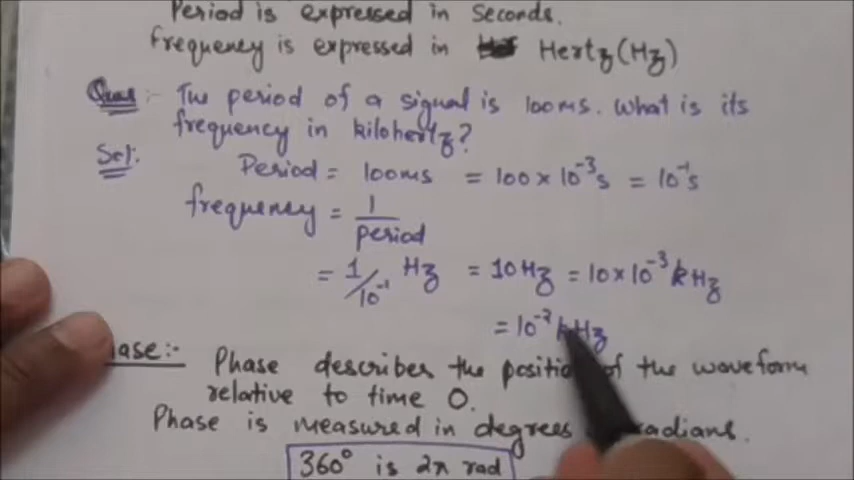 Period is expressed in seconds.
frequency is expressed in Hertz (Hz)
Ques :- The period of a signal is 100ms. What is its
frequency in kilohertz?
Sol: Period = 100ms = 100 × 10⁻³s = 10⁻¹s
frequency = 1/period
= 1/10⁻¹ Hz = 10Hz = 10 × 10⁻³ kHz
= 10⁻² kHz
hase:- Phase describes the position of the waveform
relative to time 0.
Phase is measured in degrees radians.
360° is 2π rad